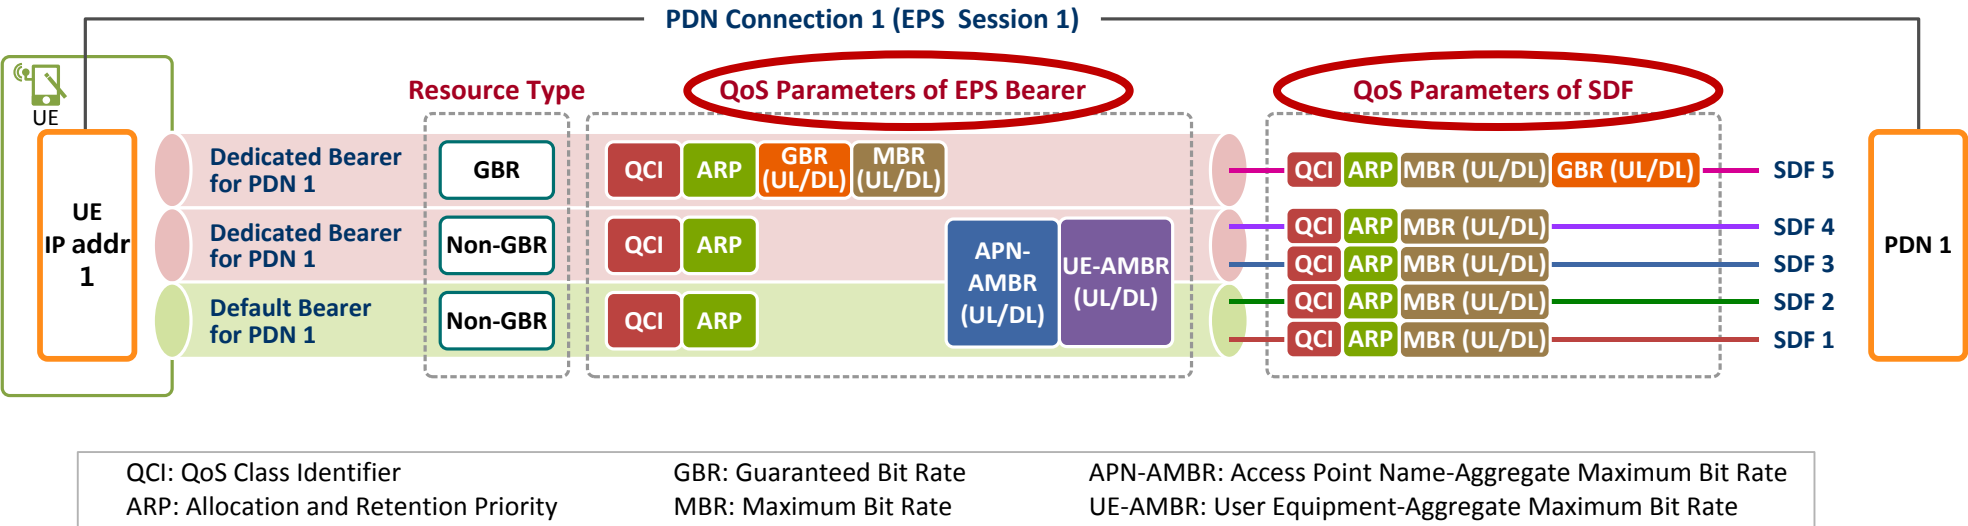 PDN Connection 1 (EPS Session 1)
UE
Resource Type
QoS Parameters of EPS Bearer
QoS Parameters of SDF
UE
IP addr
1
Dedicated Bearer
for PDN 1
GBR
QCI
ARP
GBR
(UL/DL)
MBR
(UL/DL)
QCI ARP MBR (UL/DL) GBR (UL/DL)
SDF 5
Dedicated Bearer
for PDN 1
Non-GBR
QCI
ARP
APN-
AMBR
(UL/DL)
UE-AMBR
(UL/DL)
QCI ARP MBR (UL/DL)
SDF 4
QCI ARP MBR (UL/DL)
SDF 3
Default Bearer
for PDN 1
Non-GBR
QCI
ARP
QCI ARP MBR (UL/DL)
SDF 2
QCI ARP MBR (UL/DL)
SDF 1
PDN 1
QCI: QoS Class Identifier
GBR: Guaranteed Bit Rate
APN-AMBR: Access Point Name-Aggregate Maximum Bit Rate
ARP: Allocation and Retention Priority
MBR: Maximum Bit Rate
UE-AMBR: User Equipment-Aggregate Maximum Bit Rate